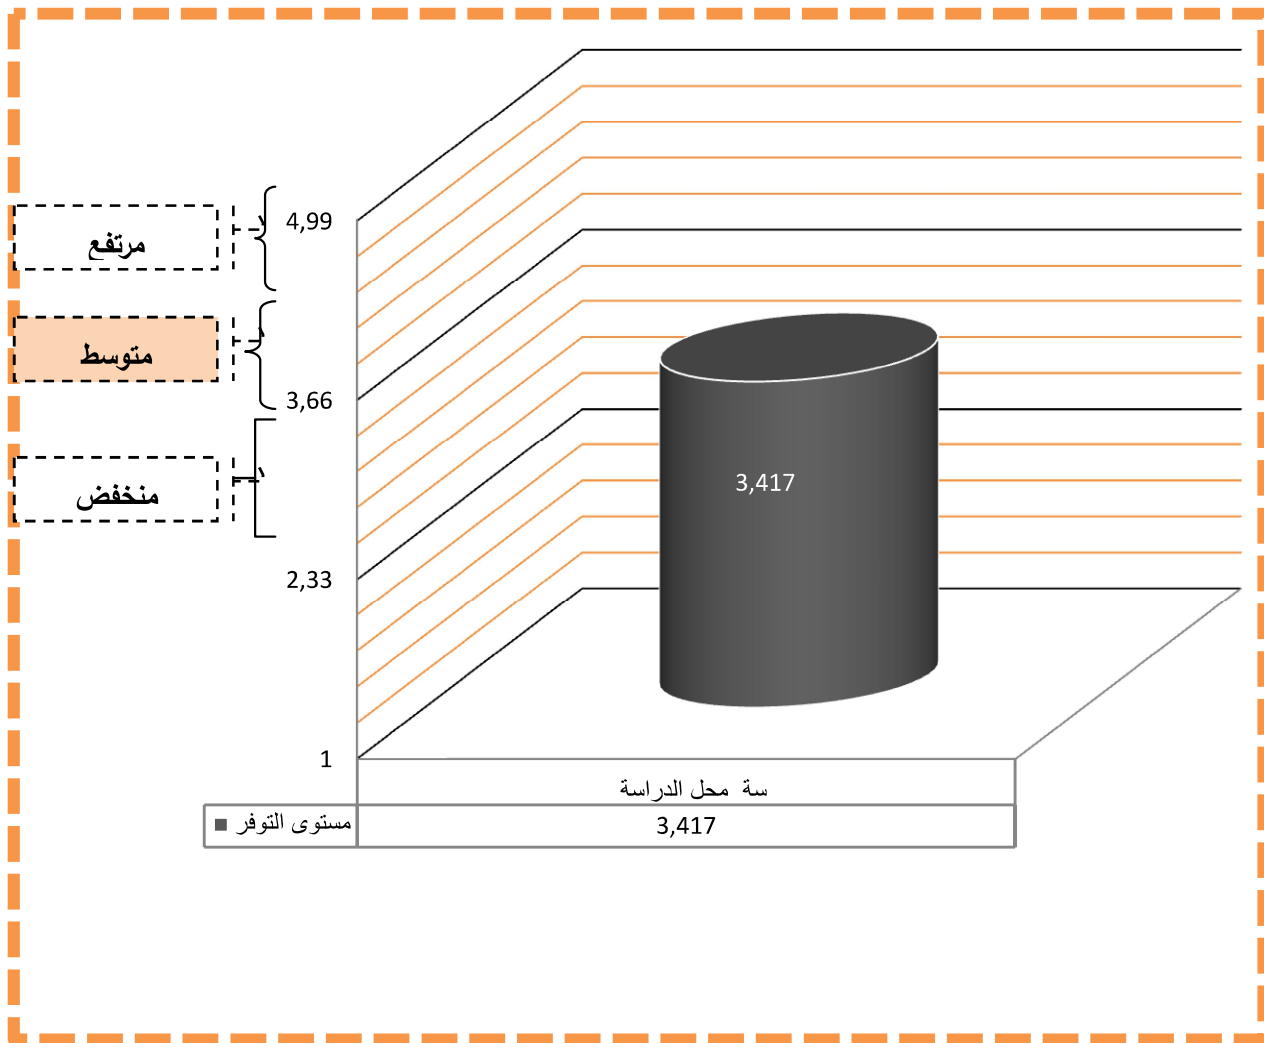 4,99
مرتفع
متوسط
3,66
3,417
منخفض
2,33
1
سة محل الدراسة
مستوى التوفر
3,417